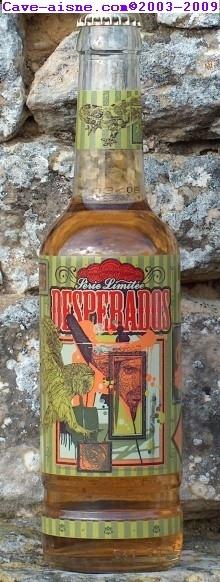 Cave-aisne.com©2003-2009
Série Limitée
DESPERADOS